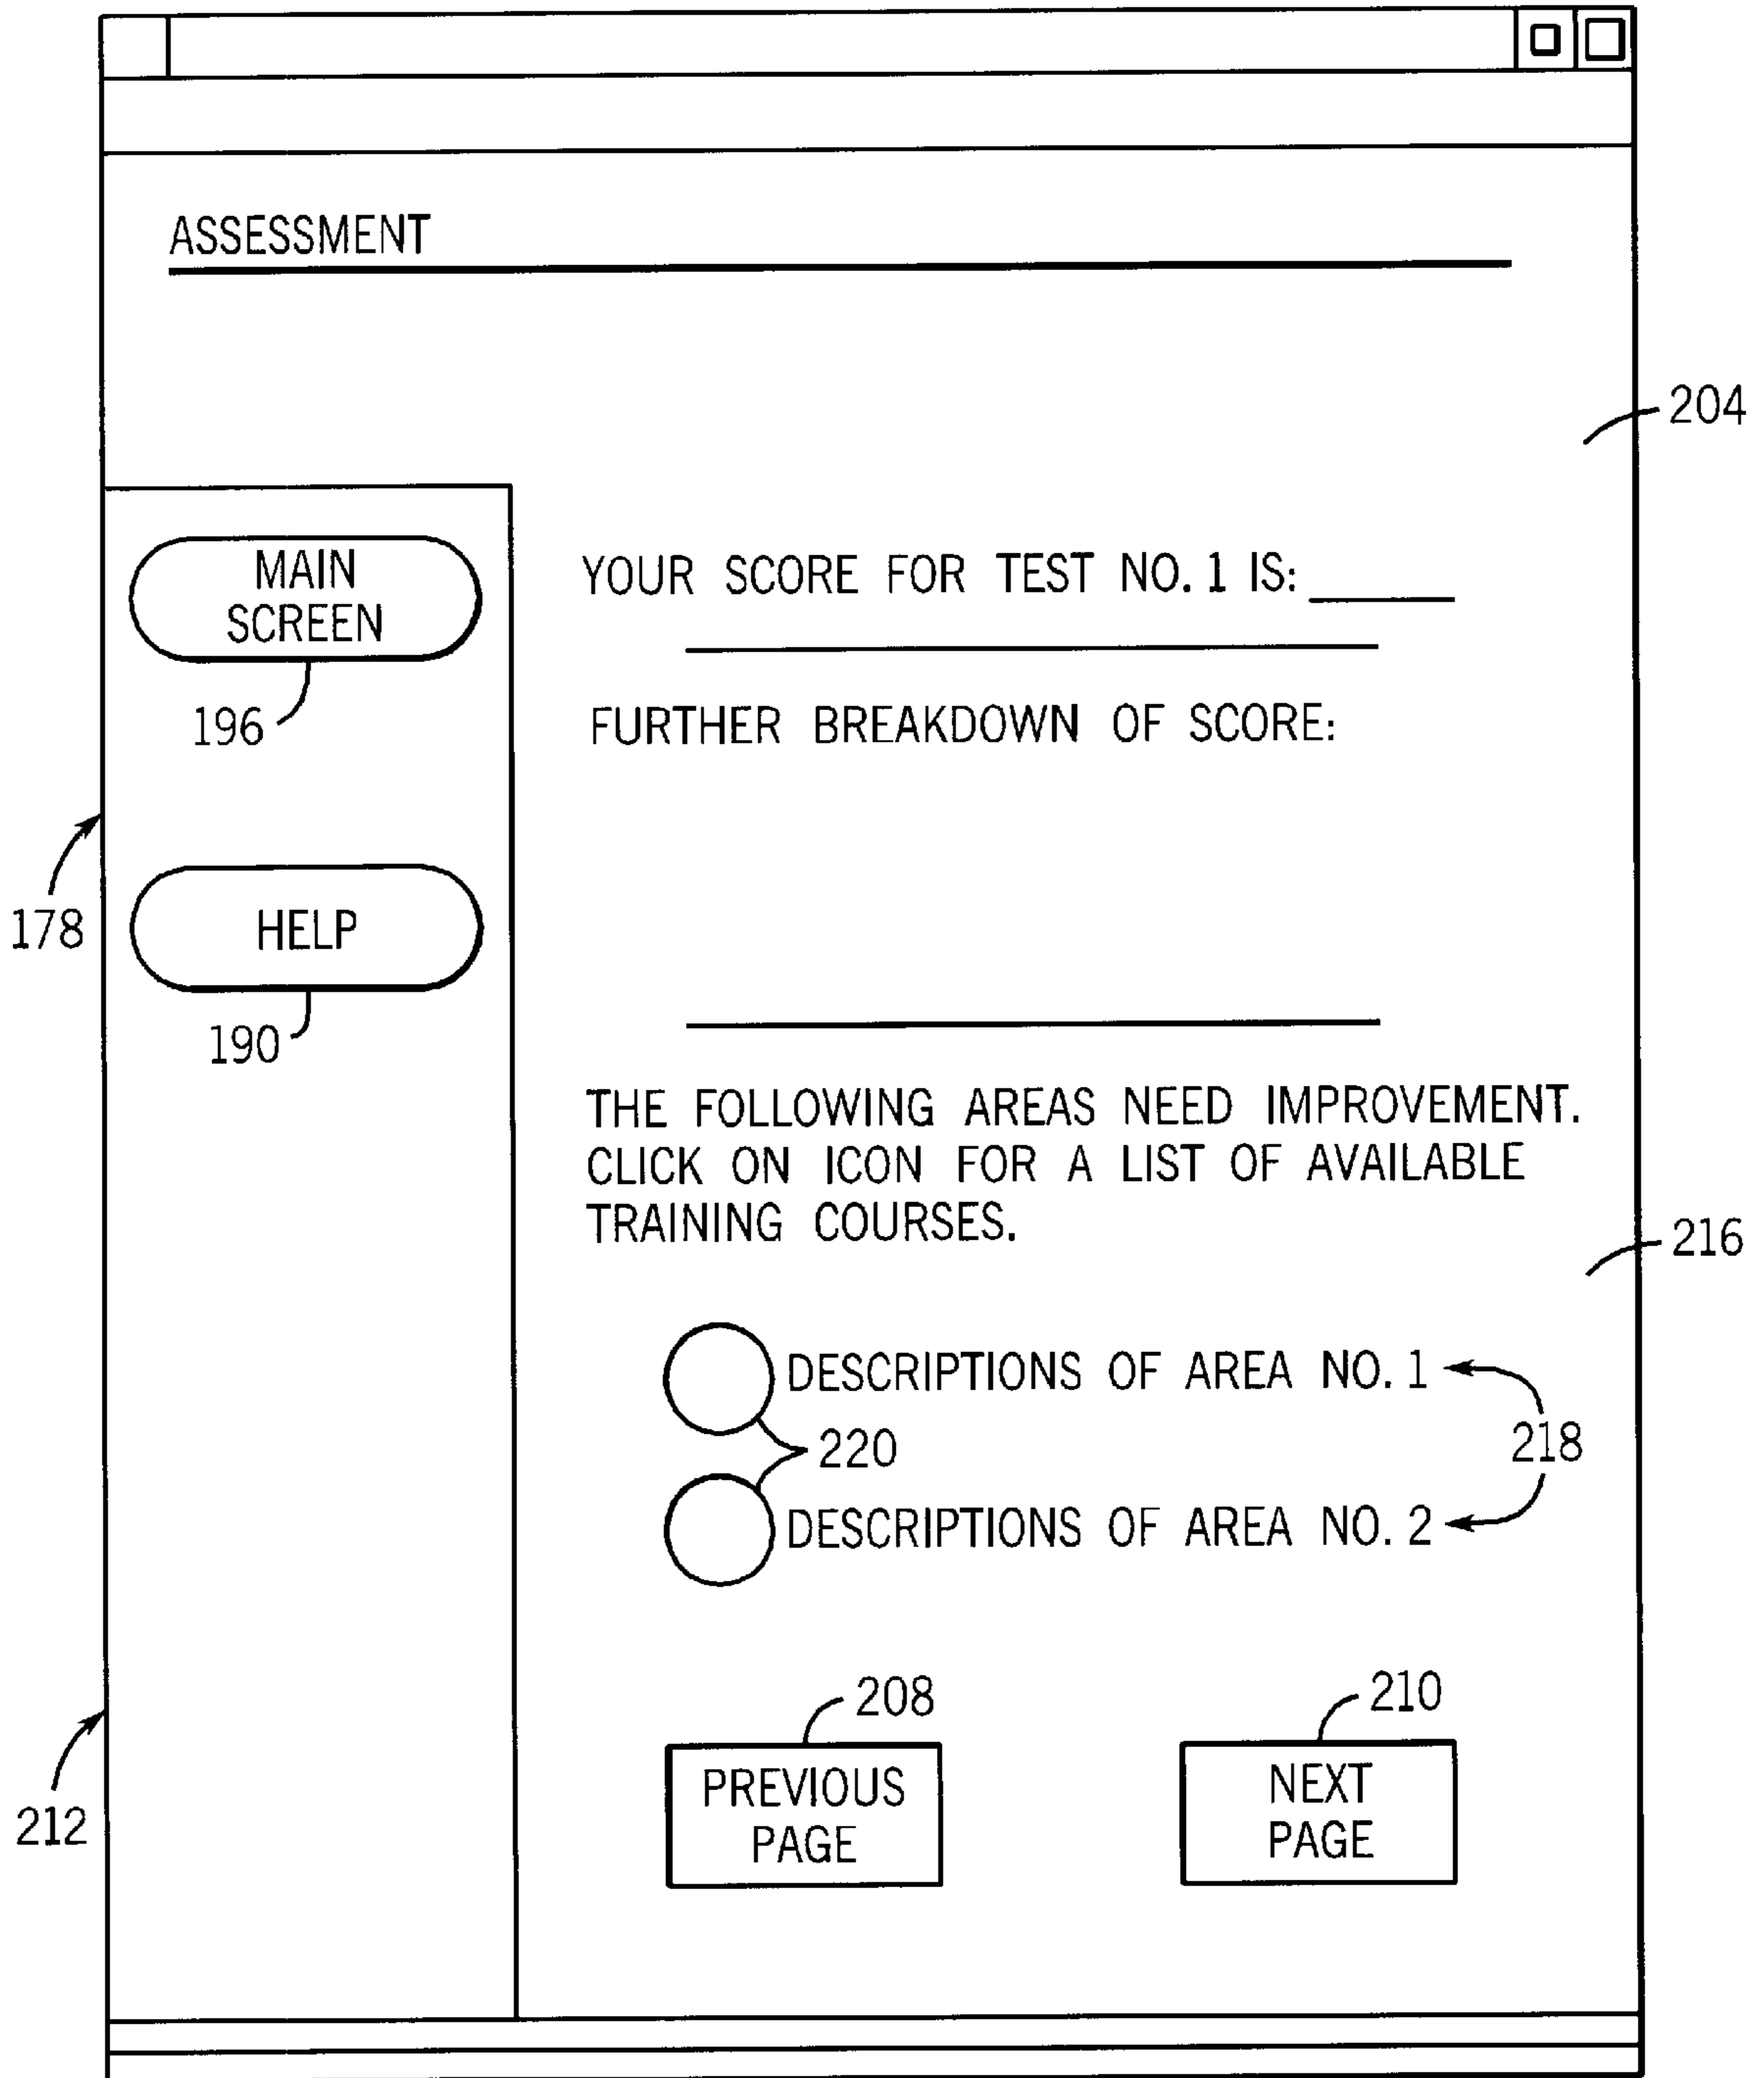 ASSESSMENT
204
MAIN
SCREEN
196
YOUR SCORE FOR TEST NO. 1 IS:
FURTHER BREAKDOWN OF SCORE:
178
HELP
190
THE FOLLOWING AREAS NEED IMPROVEMENT.
CLICK ON ICON FOR A LIST OF AVAILABLE
TRAINING COURSES.
216
DESCRIPTIONS OF AREA NO. 1
220
218
DESCRIPTIONS OF AREA NO. 2
208
210
PREVIOUS
PAGE
NEXT
PAGE
212